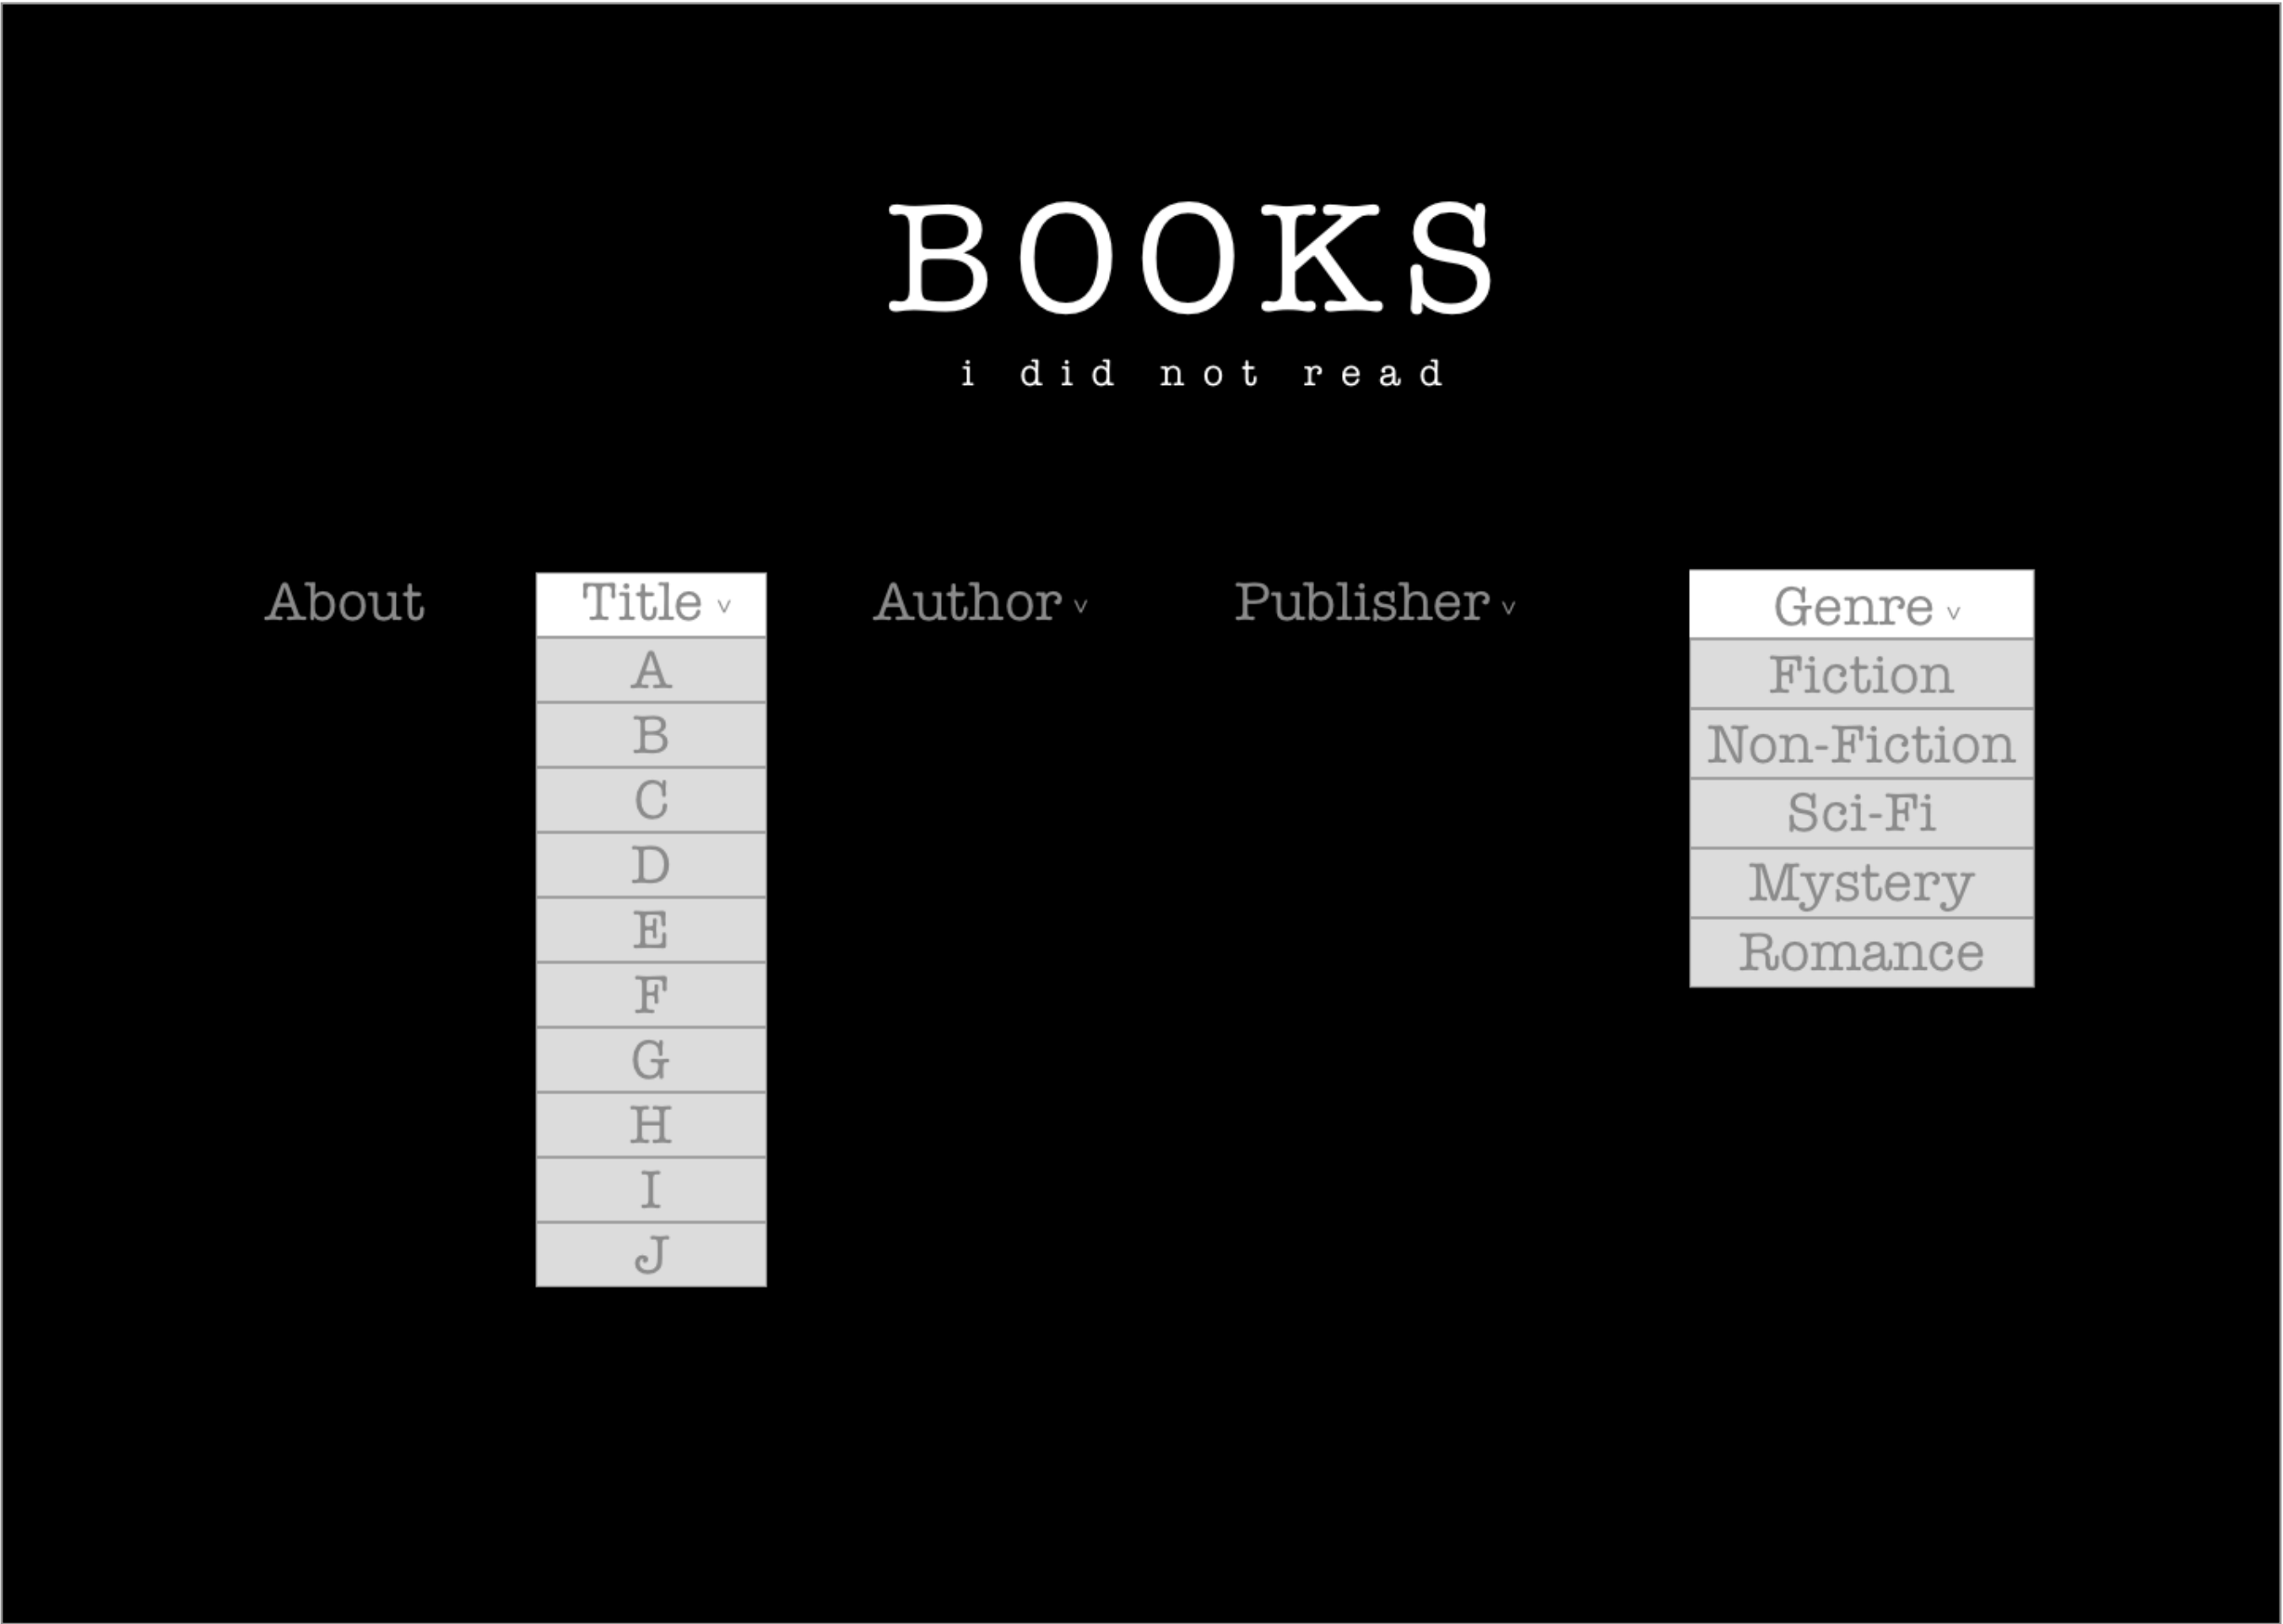 BOOKS
i did not read
About
Title v
A
B
C
D
E
F
G
H
I
J
Author v
Publisher v
Genre v
Fiction
Non-Fiction
Sci-Fi
Mystery
Romance